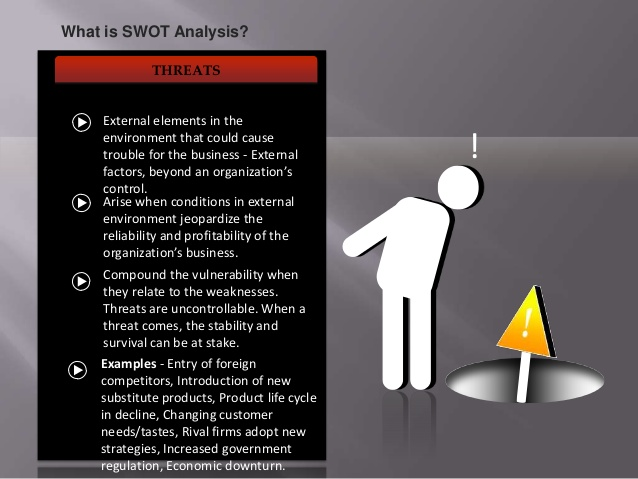 What is SWOT Analysis?
THREATS
External elements in the
environment that could cause
trouble for the business - External
factors, beyond an organization's
control.
Arise when conditions in external
environment jeopardize the
reliability and profitability of the
organization's business.
Compound the vulnerability when
they relate to the weaknesses.
Threats are uncontrollable. When a
threat comes, the stability and
survival can be at stake.
Examples - Entry of foreign
competitors, Introduction of new
substitute products, Product life cycle
in decline, Changing customer
needs/tastes, Rival firms adopt new
strategies, Increased government
regulation, Economic downturn.
!
!